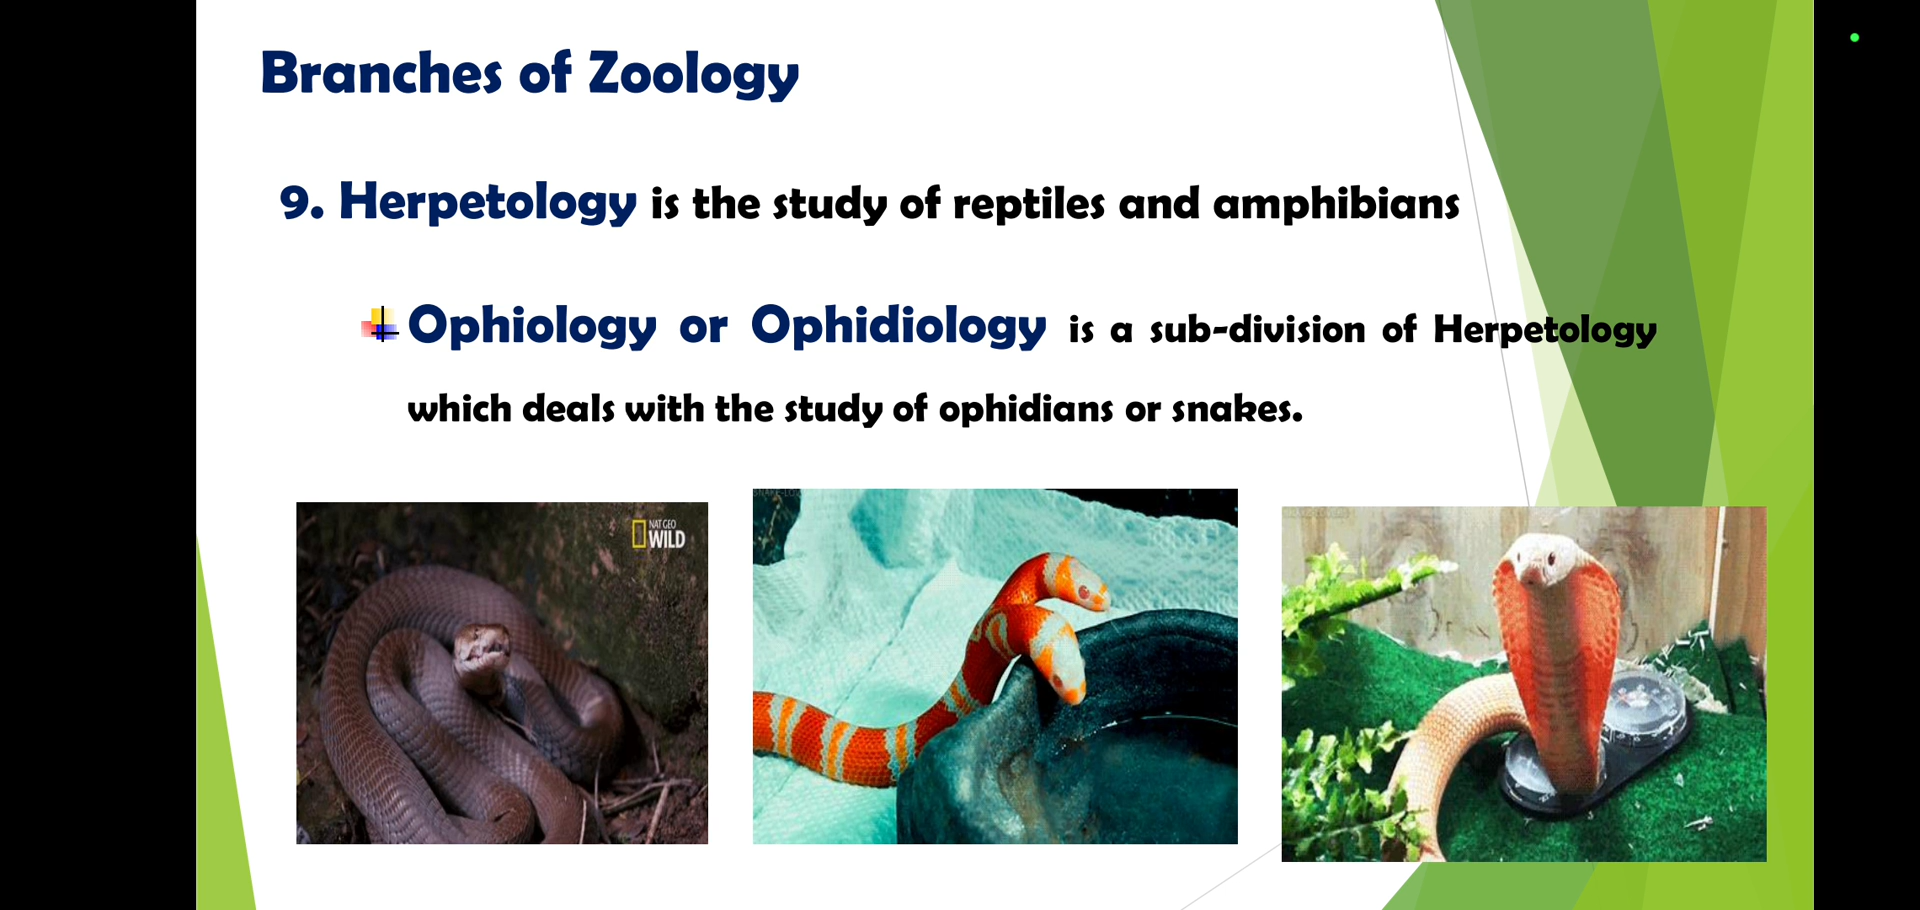 Branches of Zoology
9. Herpetology is the study of reptiles and amphibians
Ophiology or Ophidiology is a sub-division of Herpetology
which deals with the study of ophidians or snakes.
NAT GEO
WILD